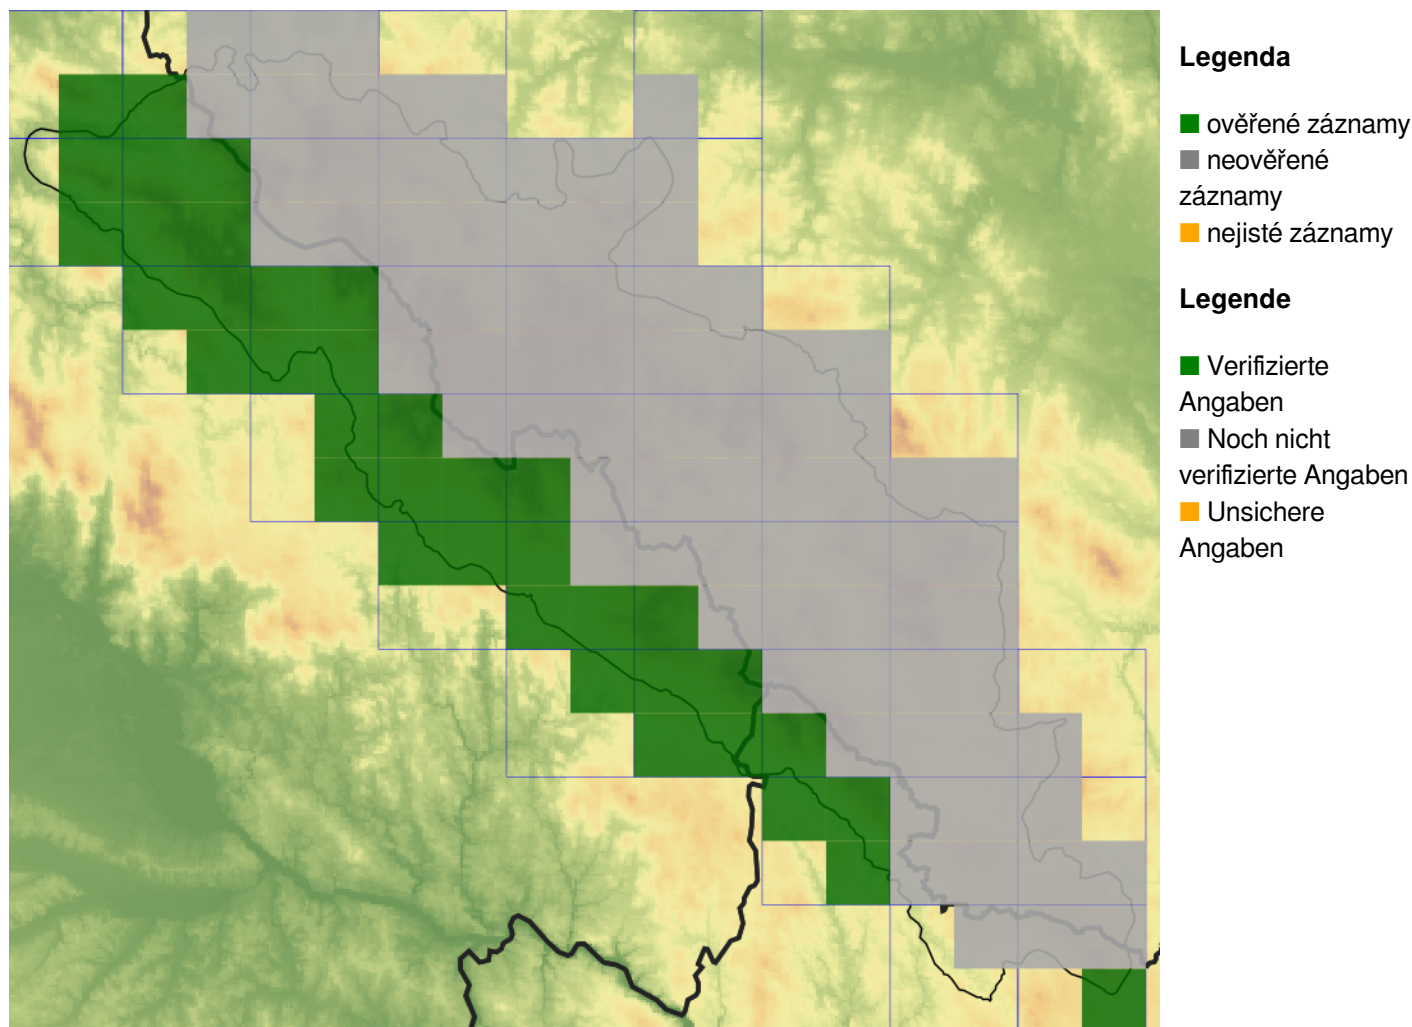 Legenda
ověřené záznamy
neověřené
záznamy
nejisté záznamy
Legende
Verifizierte
Angaben
Noch nicht
verifizierte Angaben
Unsichere
Angaben